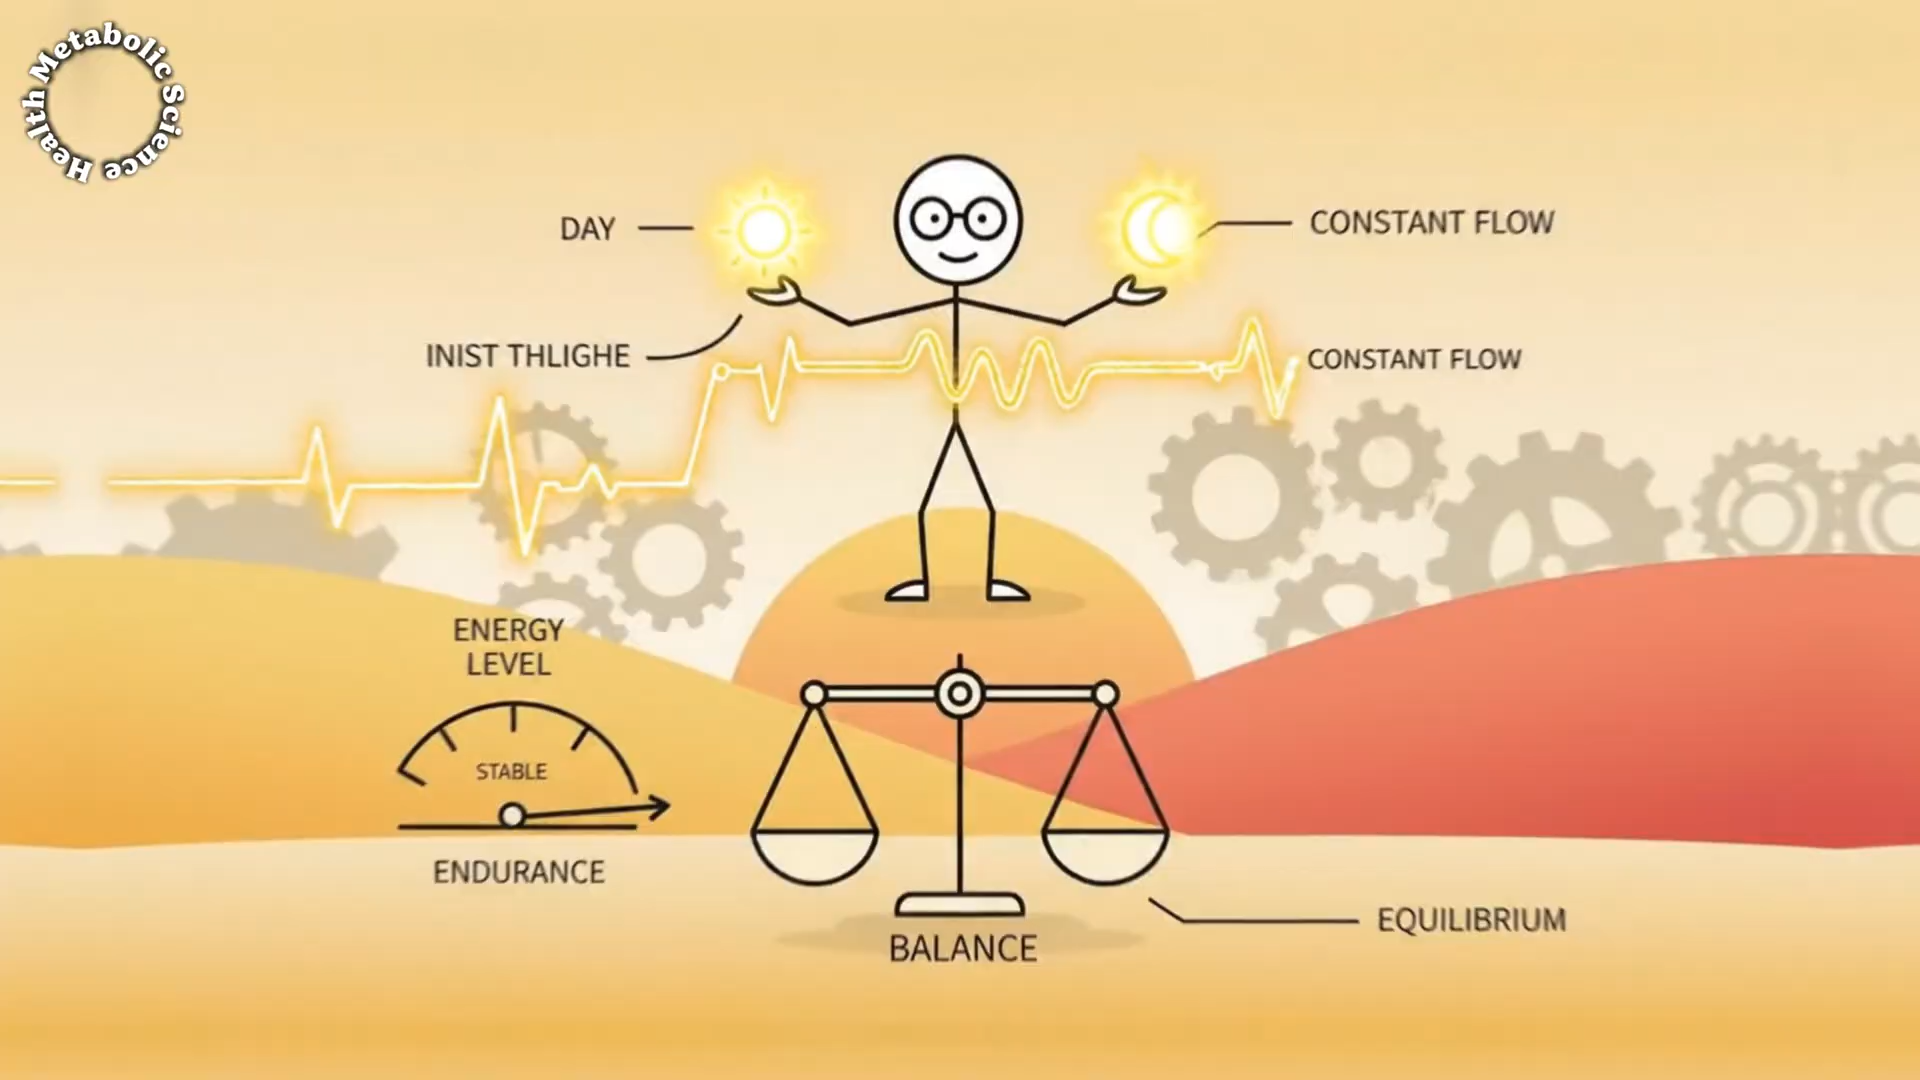 Metabolic Science Health
DAY
CONSTANT FLOW
INIST THLIGHE
CONSTANT FLOW
ENERGY
LEVEL
STABLE
ENDURANCE
EQUILIBRIUM
BALANCE